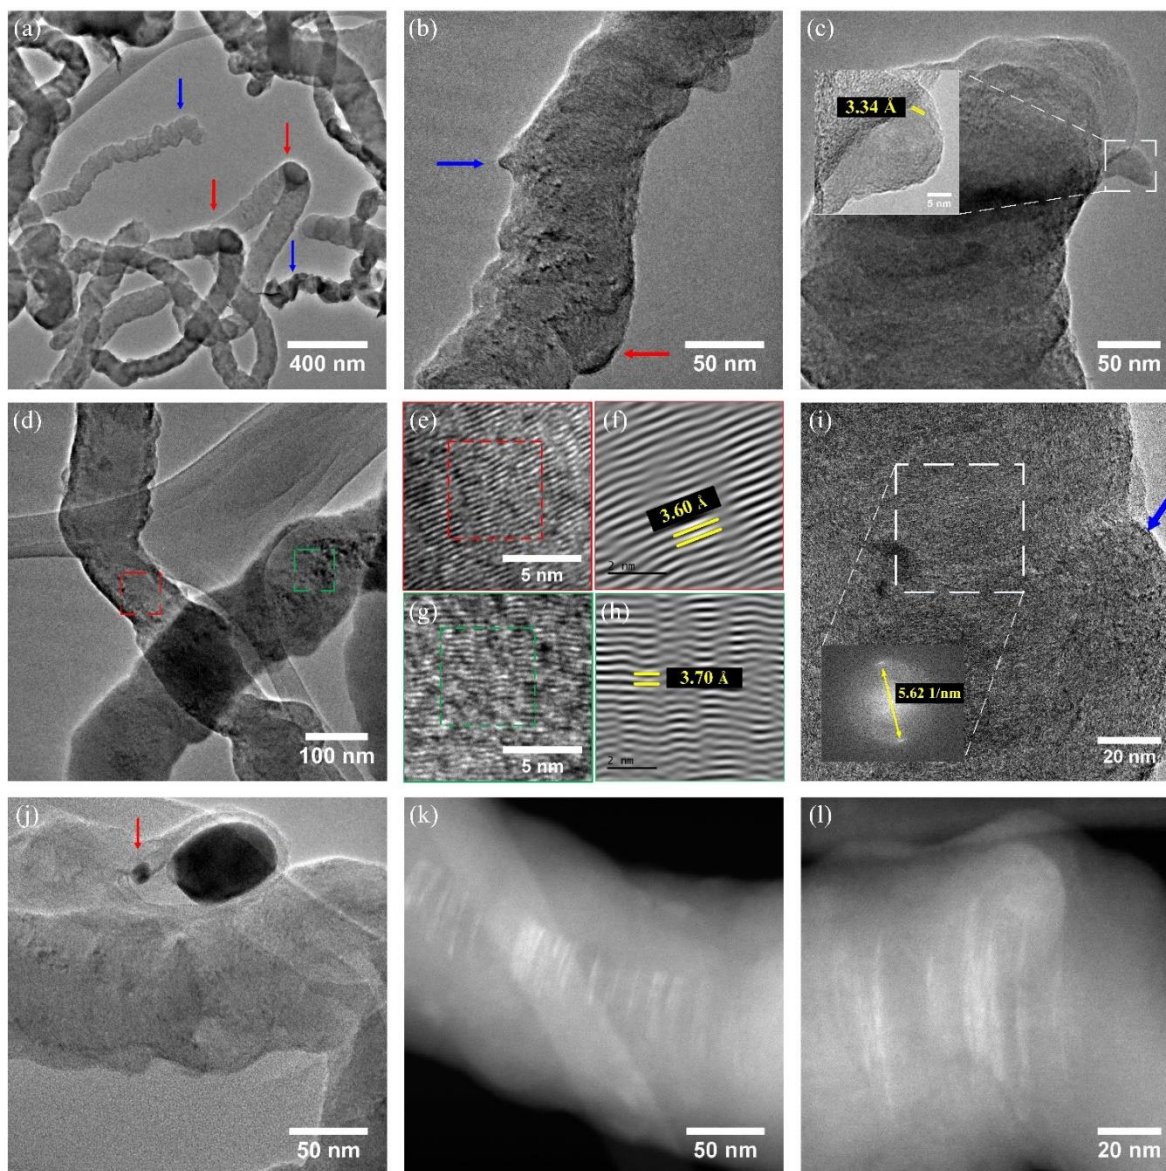 (a)
400 nm
(b)
50 nm
(c)
3.34 Å
5 nm
50 nm
(d)
100 nm
(e)
5 nm
(f)
3.60 Å
2 nm
(g)
5 nm
(h)
3.70 Å
2 nm
(i)
5.62 1/nm
20 nm
(j)
50 nm
(k)
50 nm
(l)
20 nm